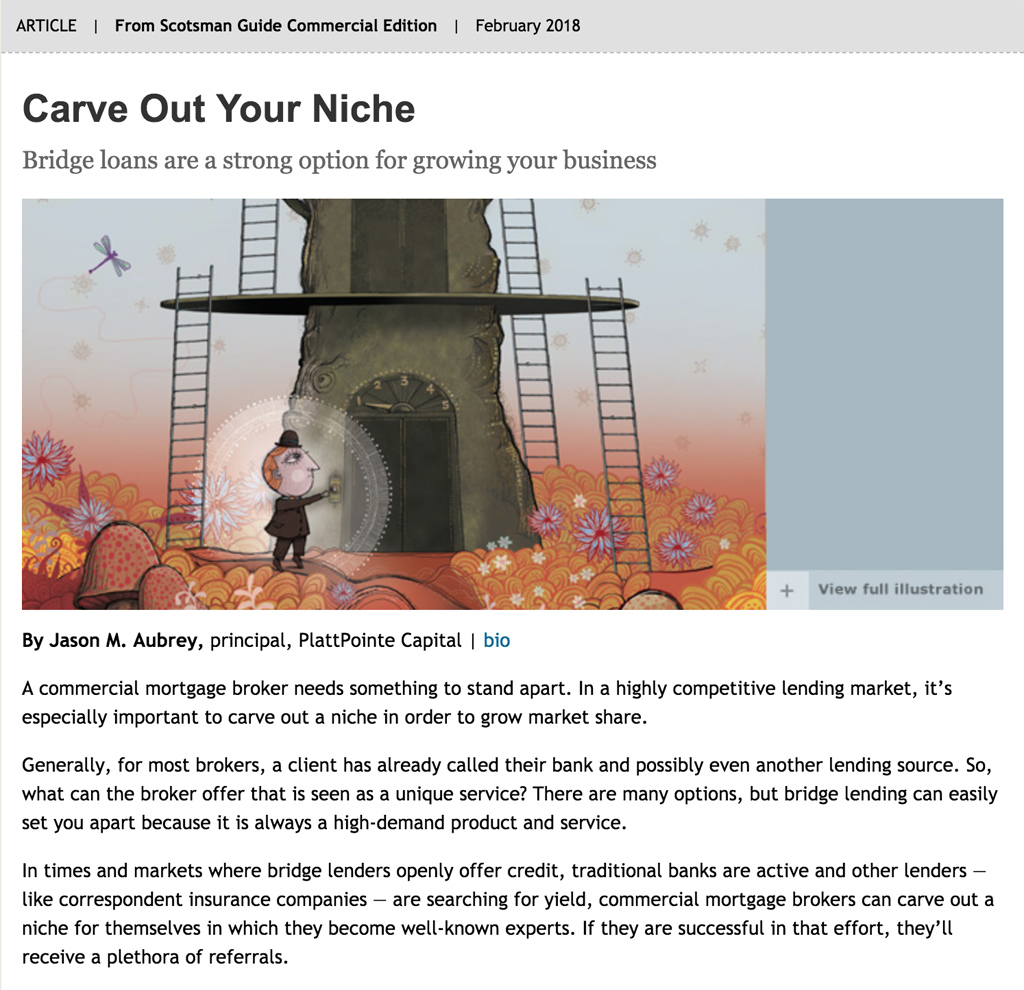 ARTICLE | From Scotsman Guide Commercial Edition | February 2018
Carve Out Your Niche
Bridge loans are a strong option for growing your business
1 2 3 4 5
+ View full illustration
By Jason M. Aubrey, principal, PlattPointe Capital | bio
A commercial mortgage broker needs something to stand apart. In a highly competitive lending market, it’s
especially important to carve out a niche in order to grow market share.
Generally, for most brokers, a client has already called their bank and possibly even another lending source. So,
what can the broker offer that is seen as a unique service? There are many options, but bridge lending can easily
set you apart because it is always a high-demand product and service.
In times and markets where bridge lenders openly offer credit, traditional banks are active and other lenders —
like correspondent insurance companies — are searching for yield, commercial mortgage brokers can carve out a
niche for themselves in which they become well-known experts. If they are successful in that effort, they’ll
receive a plethora of referrals.